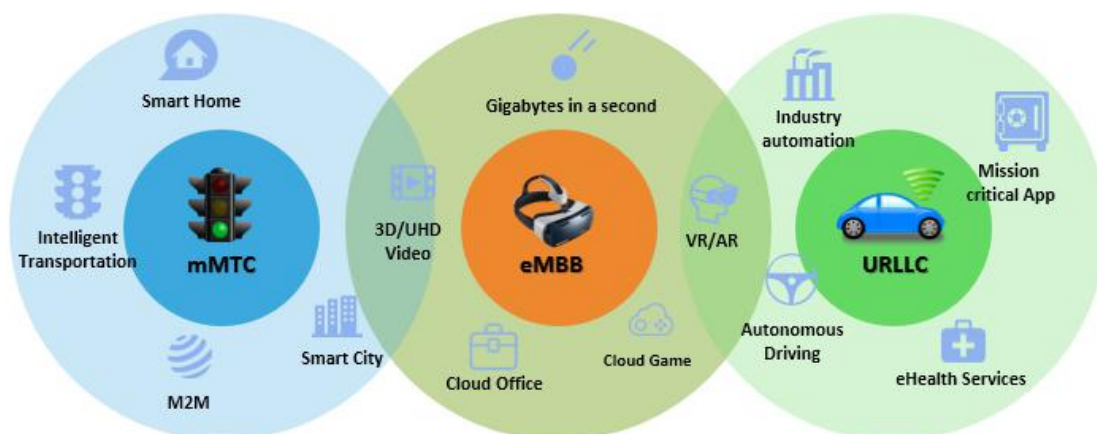 Smart Home
Intelligent
Transportation
mMTC
M2M
Smart City
3D/UHD
Video
Gigabytes in a second
eMBB
Cloud Office
Cloud Game
VR/AR
Industry
automation
Mission
critical App
URLLC
Autonomous
Driving
eHealth Services